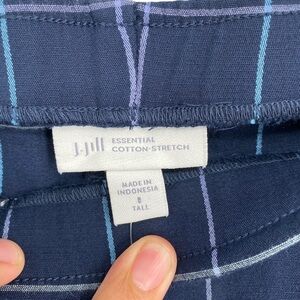 J.Jill ESSENTIAL
COTTON-STRETCH
MADE IN
INDONESIA
8
TALL